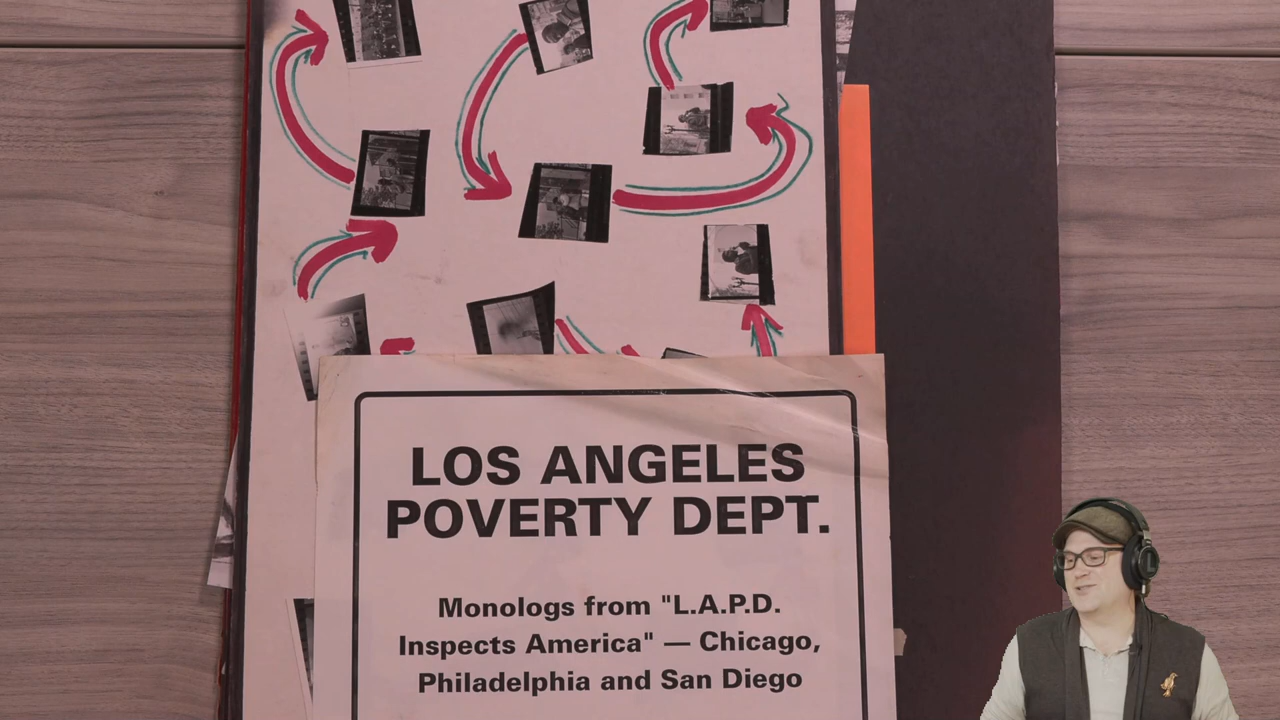 LOS ANGELES
POVERTY DEPT.
Monologs from "L.A.P.D.
Inspects America" — Chicago,
Philadelphia and San Diego